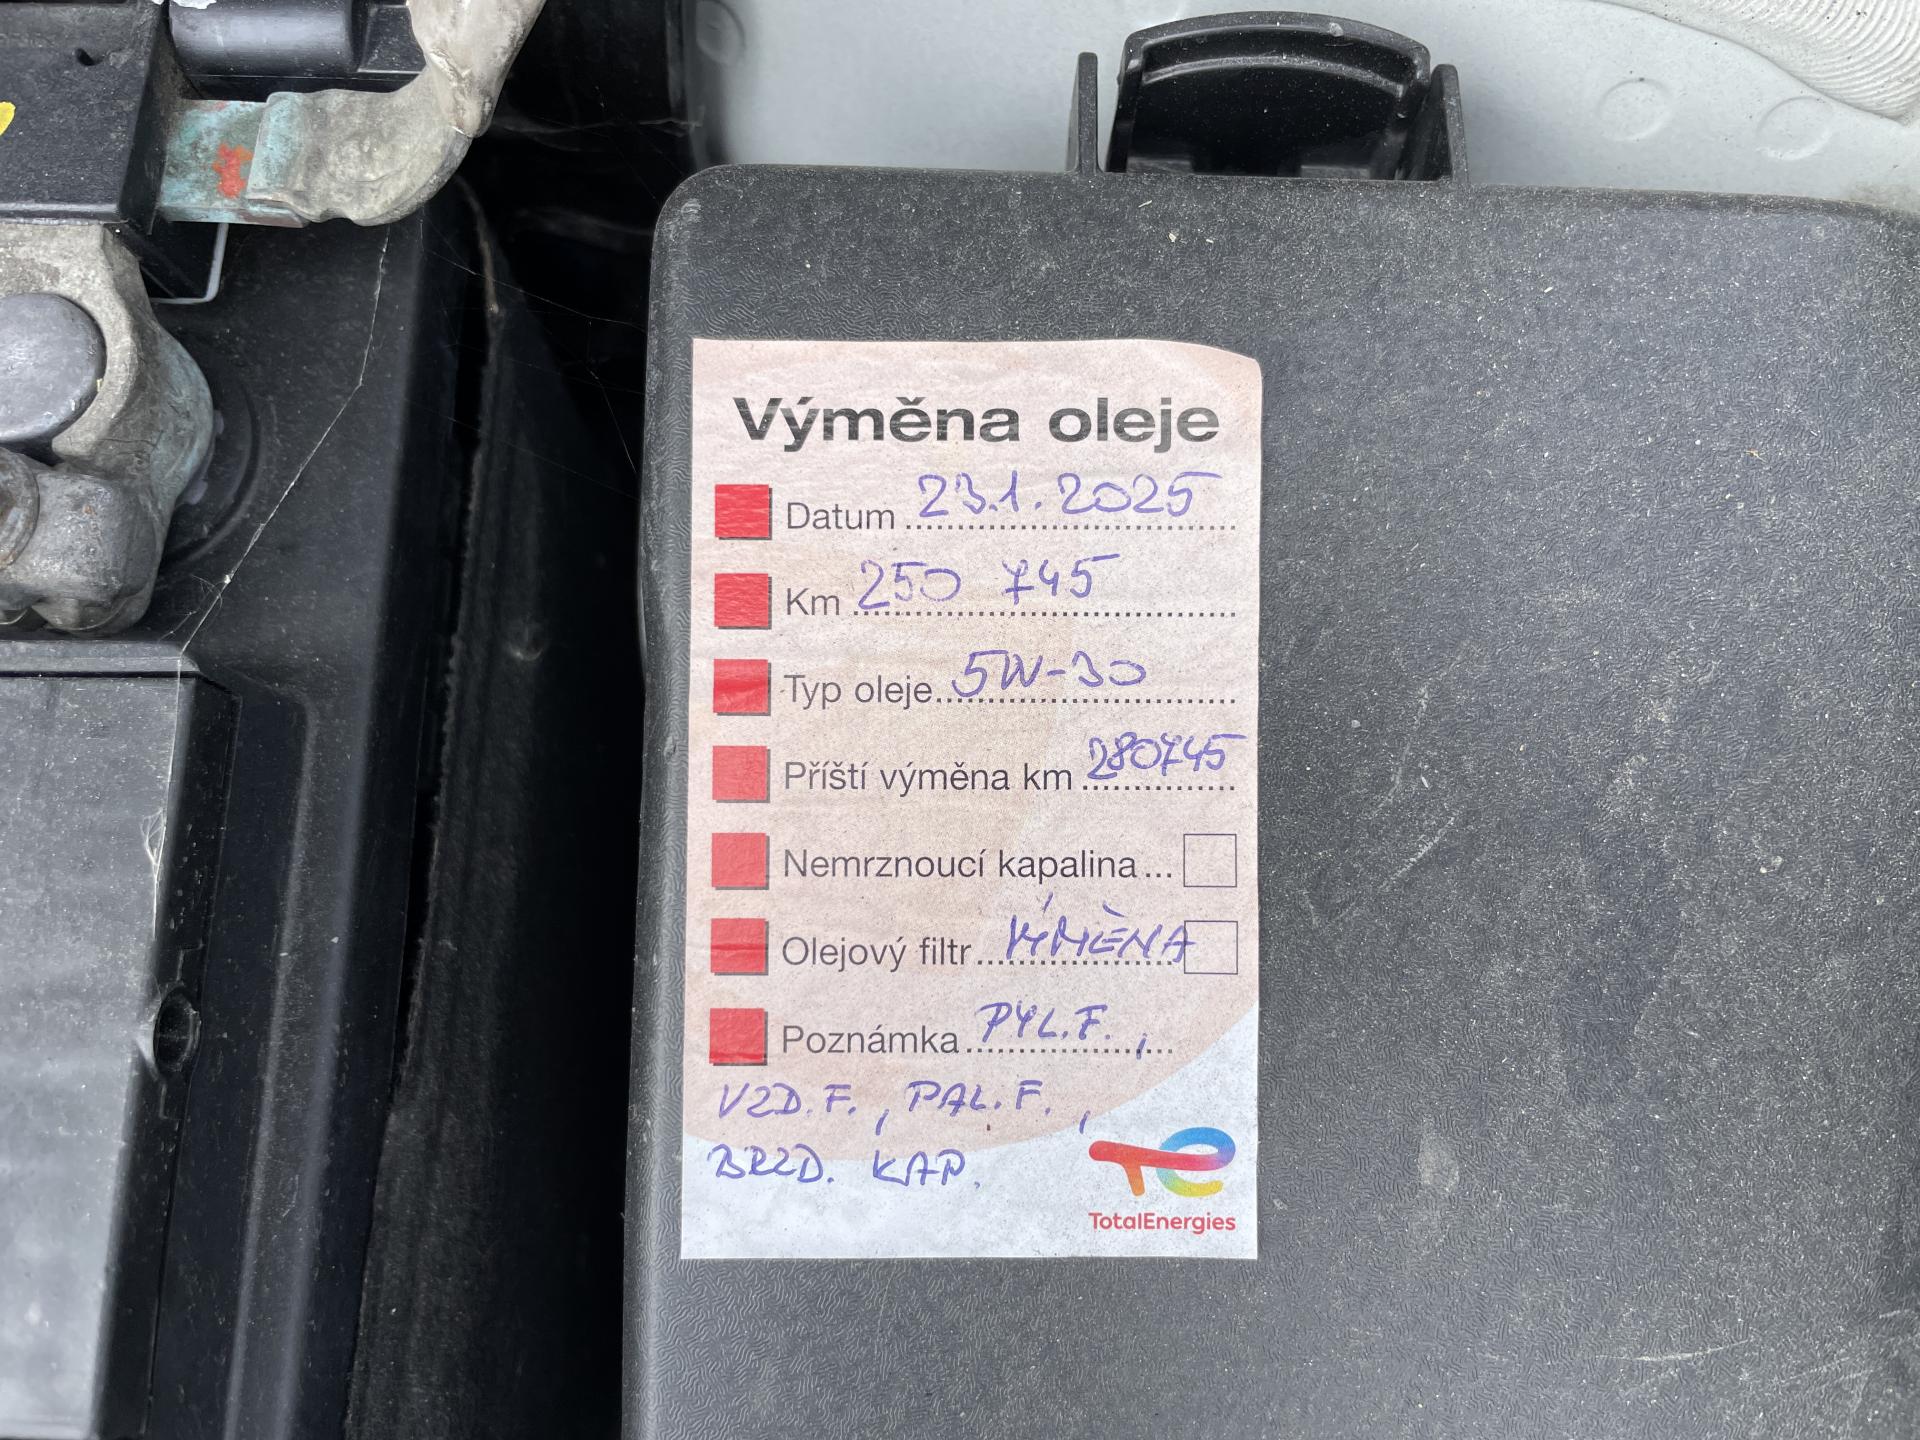 Výměna oleje
Datum 23.1.2025
Km 250 745
Typ oleje 5W-30
Příští výměna km 280745
Nemrznoucí kapalina...
Olejový filtr VÝMĚNA
Poznámka PYL.F. ,
VZD.F. , PAL.F. ,
BRZD. KAP.
TotalEnergies